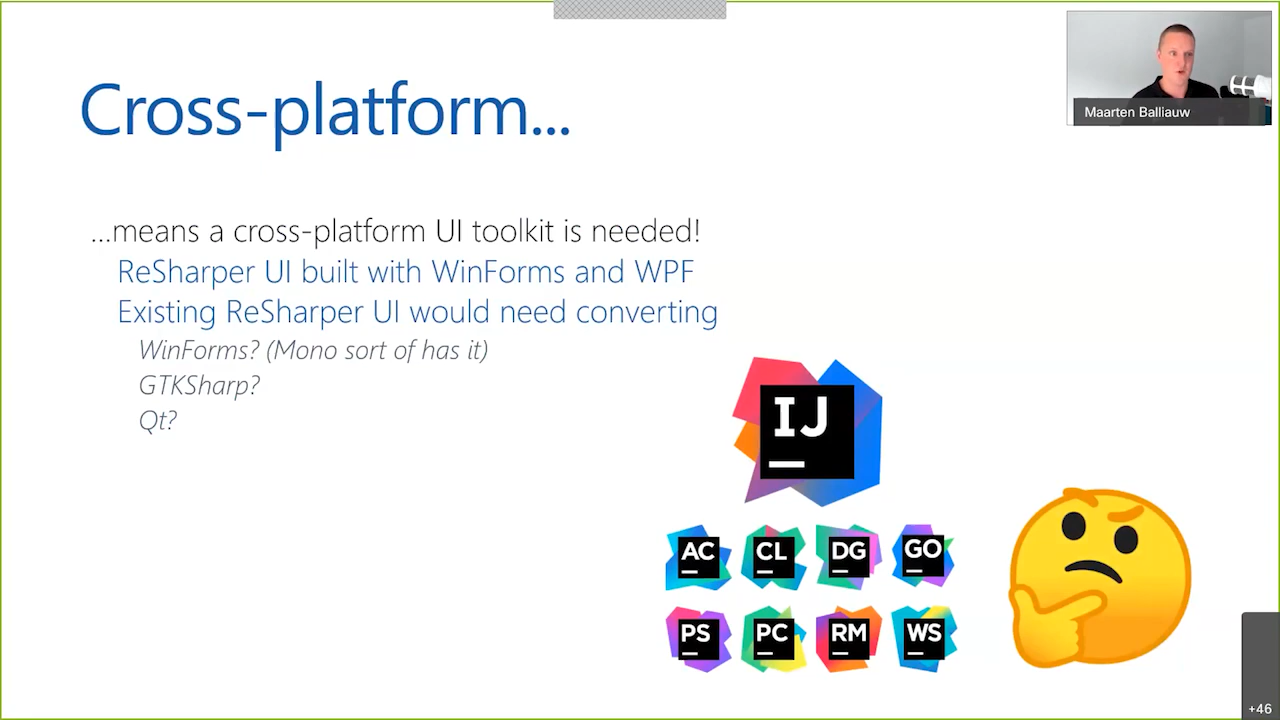 Cross-platform...
Maarten Balliauw
...means a cross-platform UI toolkit is needed!
ReSharper UI built with WinForms and WPF
Existing ReSharper UI would need converting
WinForms? (Mono sort of has it)
GTKSharp?
Qt?
IJ
AC CL DG GO
PS PC RM WS
+46